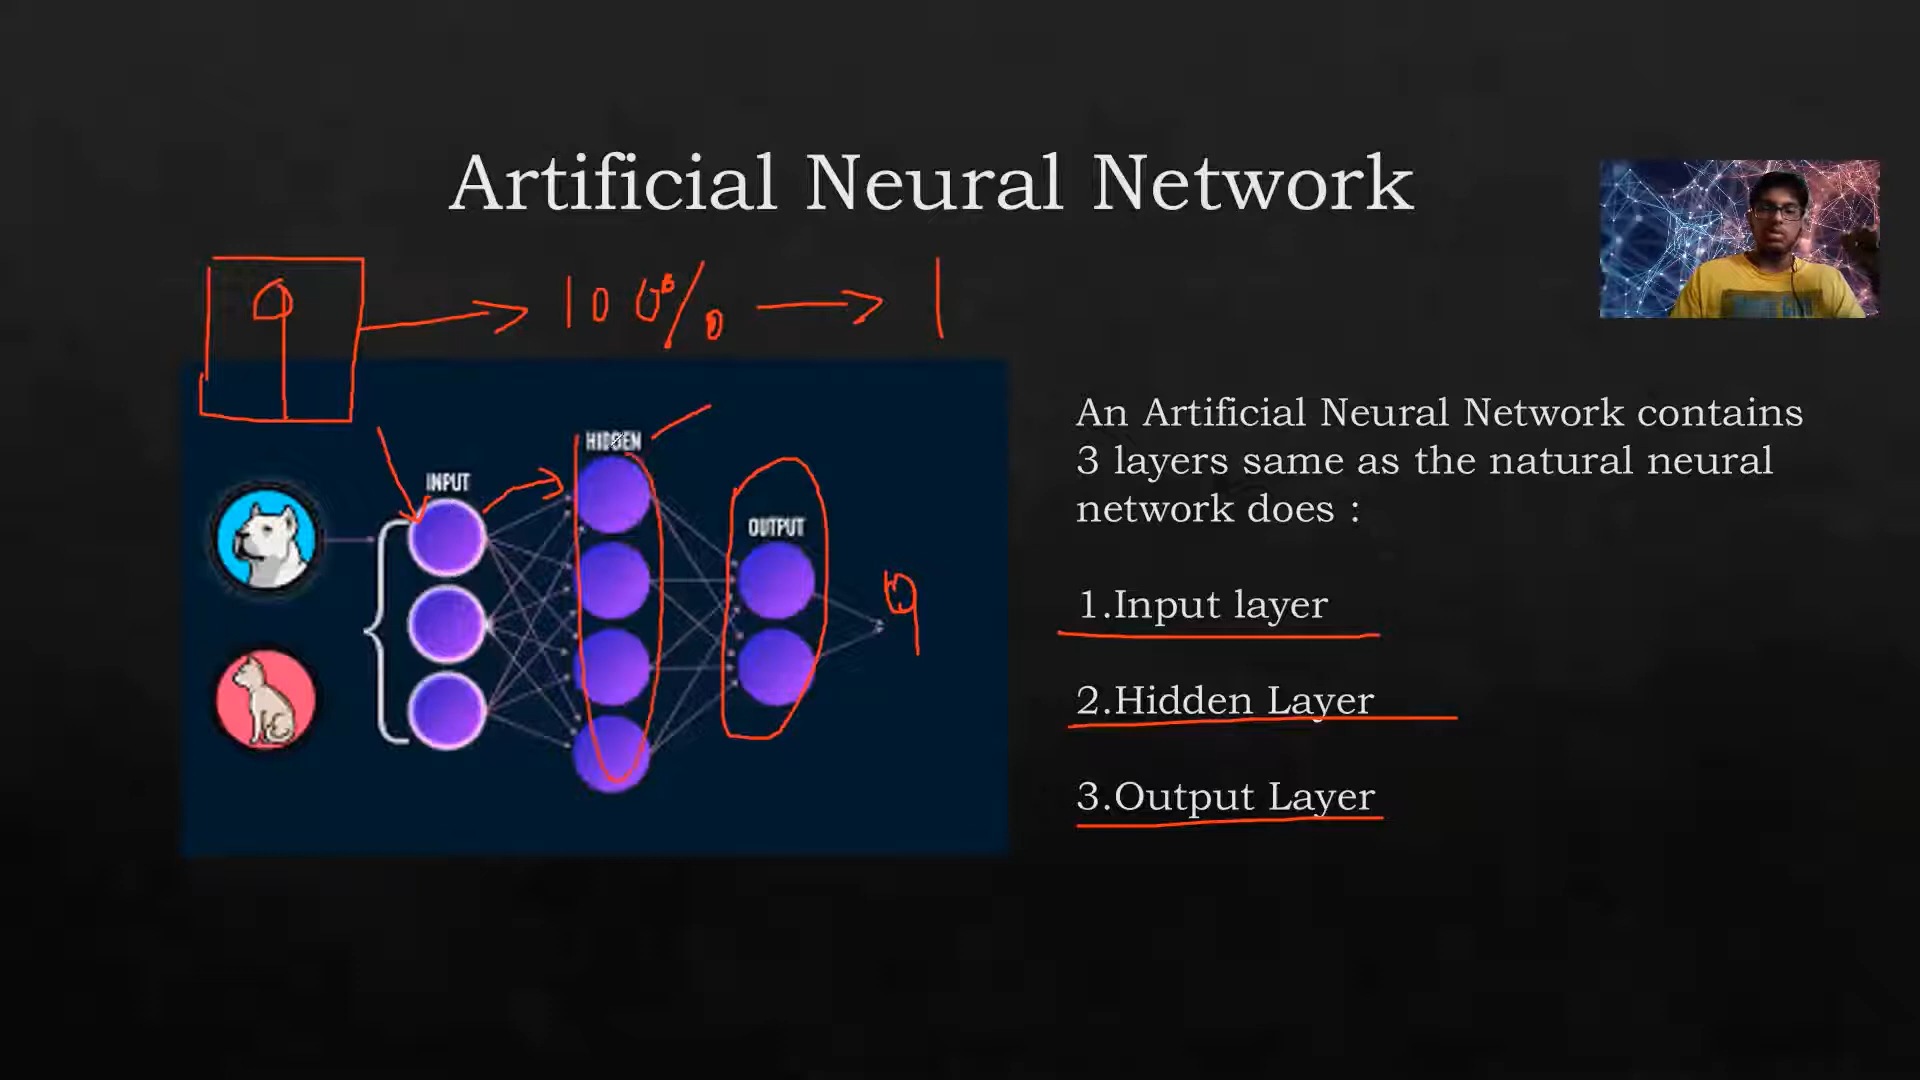 Artificial Neural Network
9 100% 1
HIDDEN
INPUT
OUTPUT
9
An Artificial Neural Network contains
3 layers same as the natural neural
network does :
1.Input layer
2.Hidden Layer
3.Output Layer